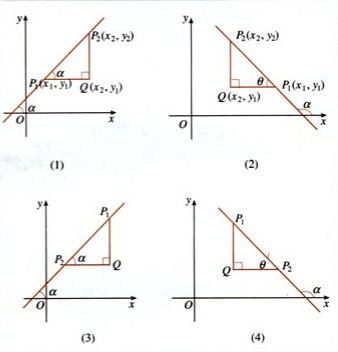 y
P₂(x₂, y₂)
α
P₁(x₁, y₁)
Q(x₂, y₁)
α
O
x
(1)
y
P₂(x₂, y₂)
θ
P₁(x₁, y₁)
Q(x₂, y₁)
α
O
x
(2)
y
P₁
P₂
α
Q
α
O
x
(3)
y
P₁
Q
θ
P₂
α
O
x
(4)